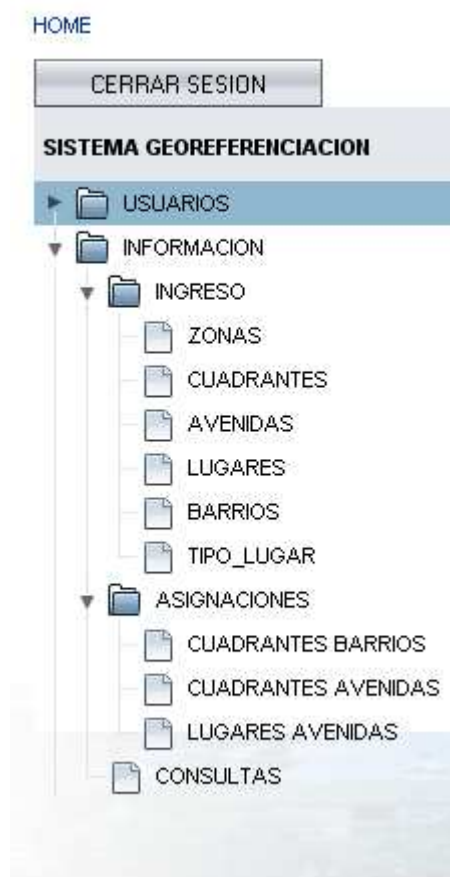 HOME
CERRAR SESION
SISTEMA GEOREFERENCIACION
USUARIOS
INFORMACION
INGRESO
ZONAS
CUADRANTES
AVENIDAS
LUGARES
BARRIOS
TIPO_LUGAR
ASIGNACIONES
CUADRANTES BARRIOS
CUADRANTES AVENIDAS
LUGARES AVENIDAS
CONSULTAS